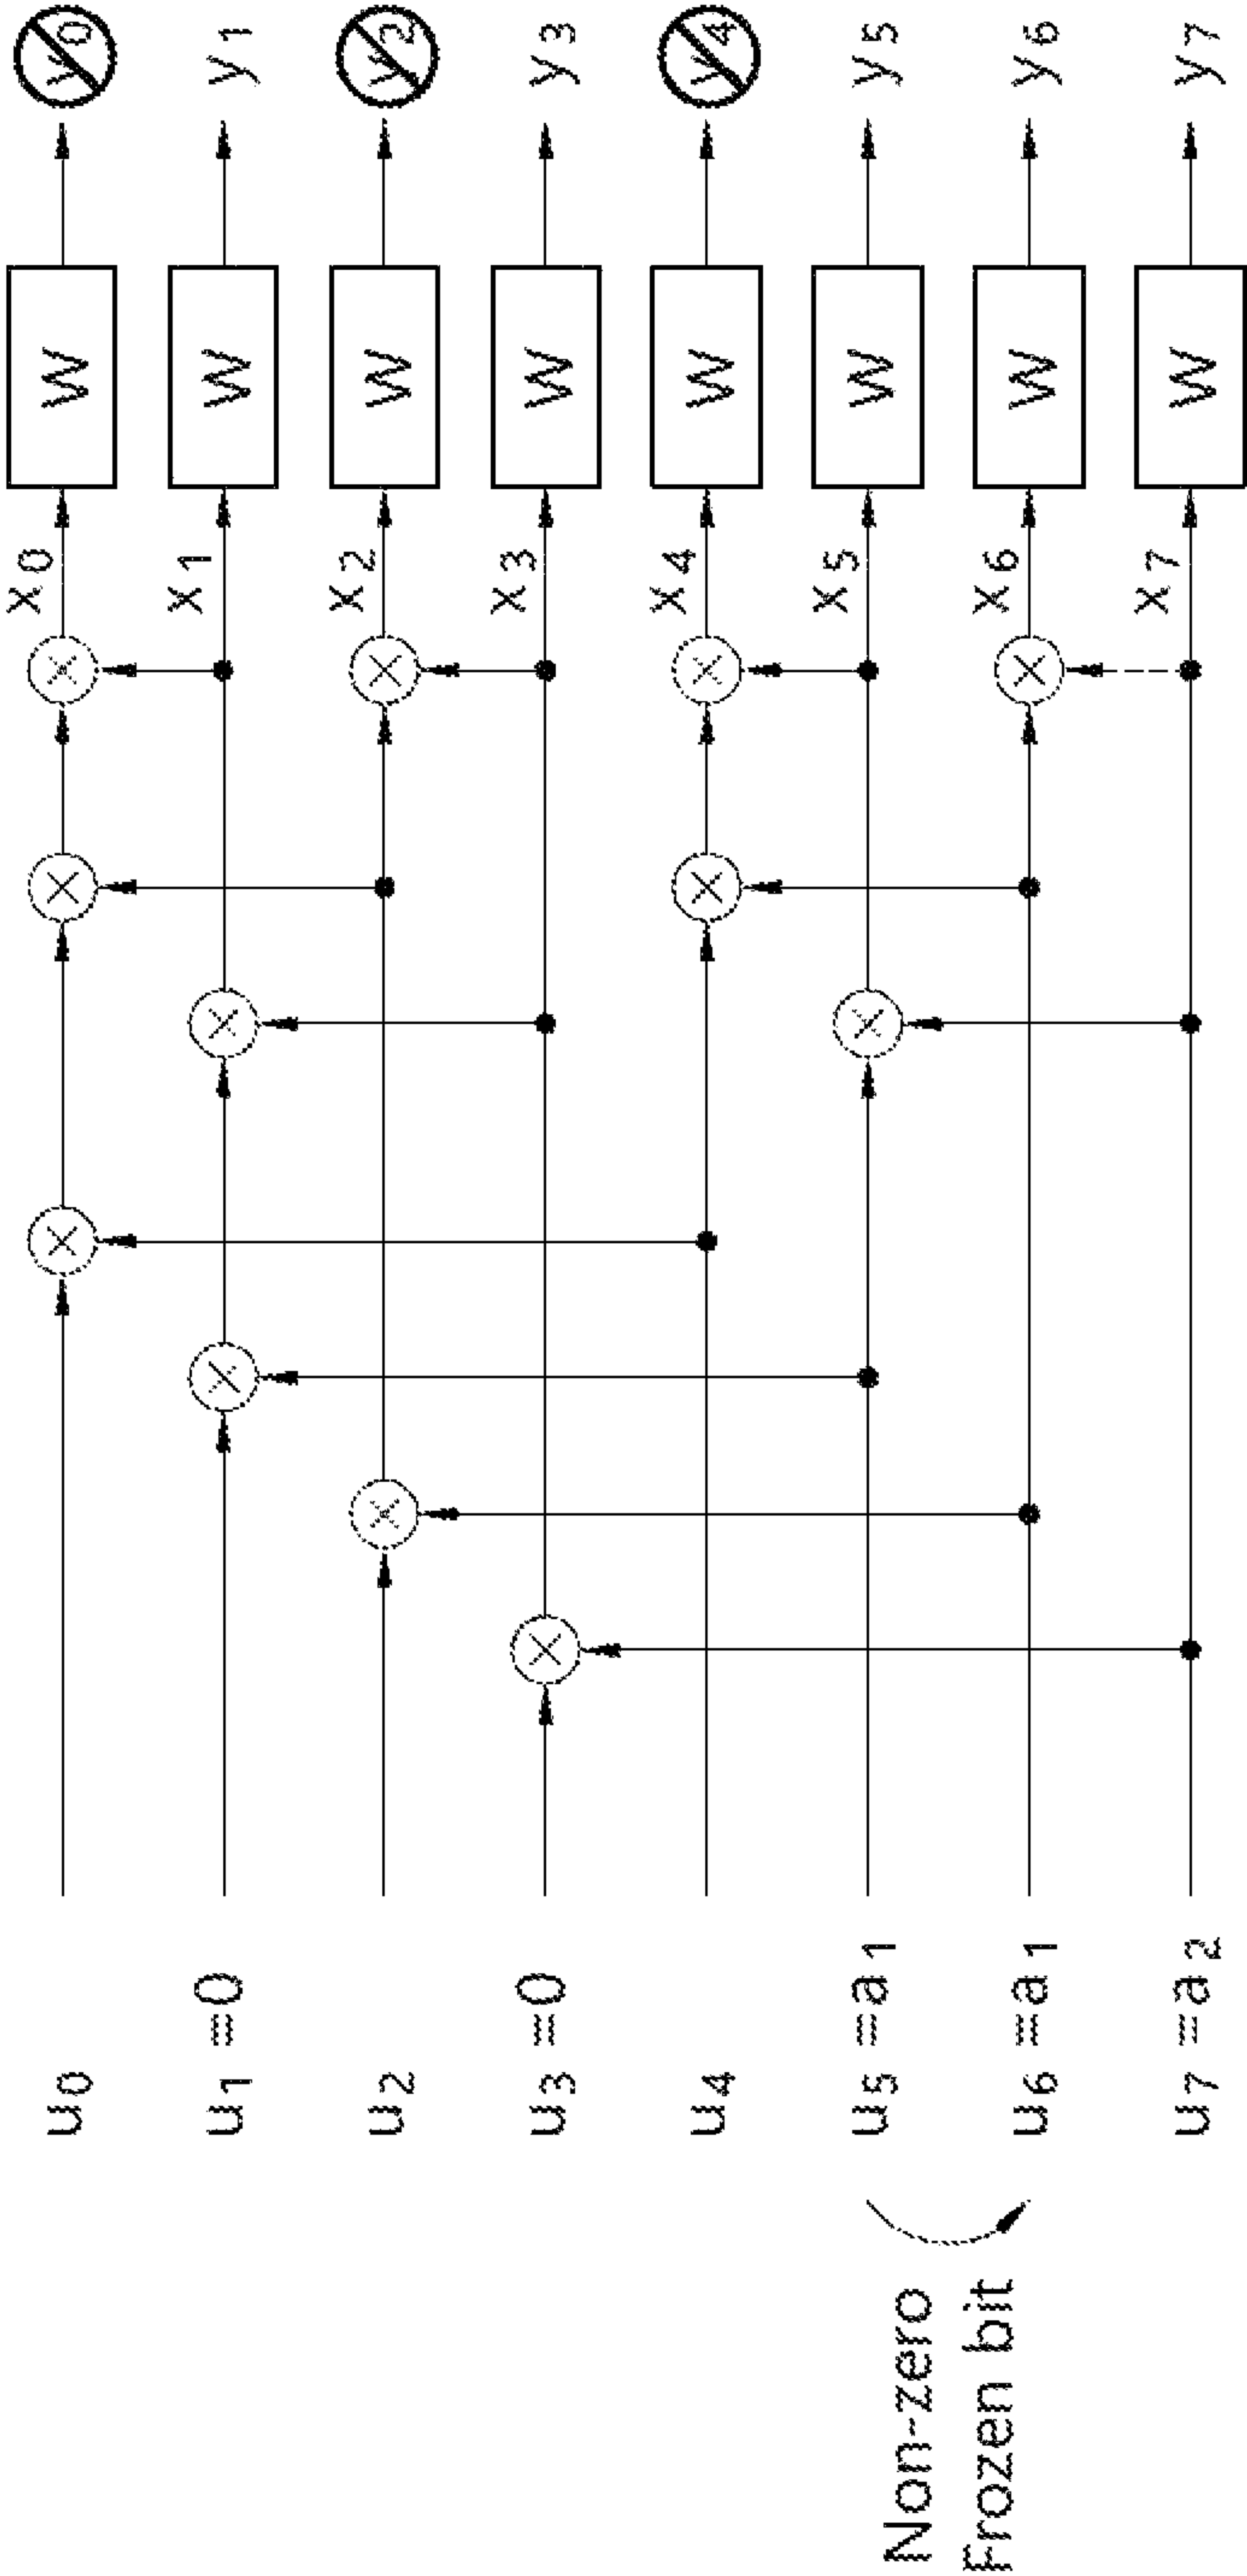 u0 x0 W y0
u1 =0 x1 W y1
u2 x2 W y2
u3 =0 x3 W y3
u4 x4 W y4
u5 =a1 x5 W y5
u6 =a1 x6 W y6
u7 =a2 x7 W y7
Non-zero
Frozen bit